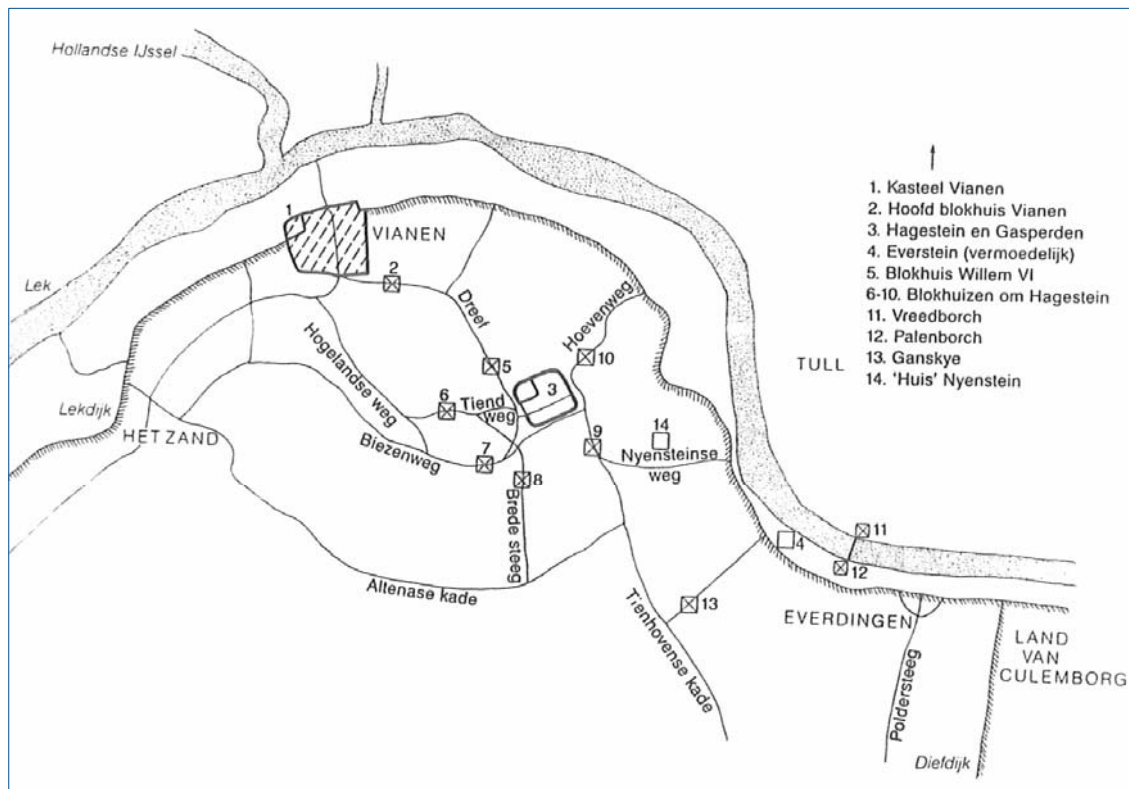 Hollandse IJssel
1. Kasteel Vianen
2. Hoofd blokhuis Vianen
3. Hagestein en Gasperden
4. Everstein (vermoedelijk)
5. Blokhuis Willem VI
6-10. Blokhuizen om Hagestein
11. Vreedborch
12. Palenborch
13. Ganskye
14. 'Huis' Nyenstein
1
VIANEN
2
Lek
Dreef
Hoevenweg
Hogelandse weg
5
10
TULL
3
6
Tiend
weg
Lekdijk
HET ZAND
Biezenweg
7
8
9
14
Nyensteinse
weg
Brede steeg
11
4
12
Altenase kade
13
Tienhovense kade
EVERDINGEN
LAND
VAN
CULEMBORG
Poldersteeg
Diefdijk